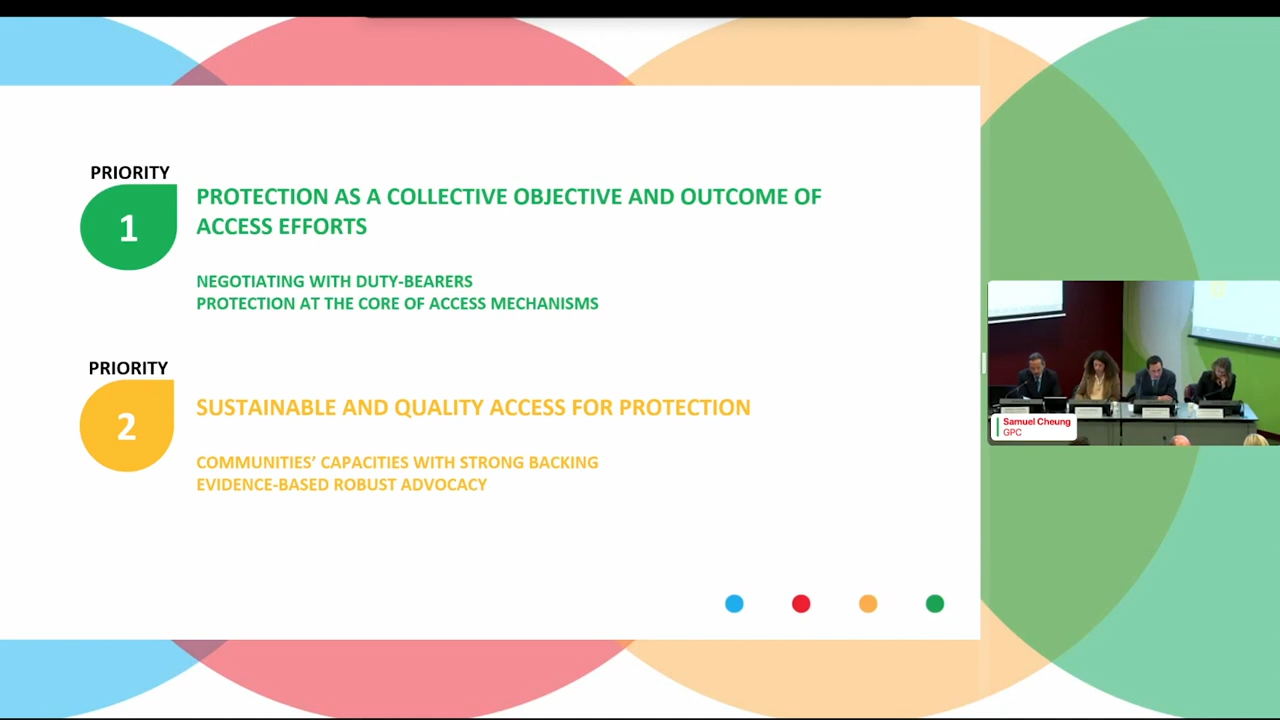 PRIORITY
1
PROTECTION AS A COLLECTIVE OBJECTIVE AND OUTCOME OF
ACCESS EFFORTS
NEGOTIATING WITH DUTY-BEARERS
PROTECTION AT THE CORE OF ACCESS MECHANISMS
PRIORITY
2
SUSTAINABLE AND QUALITY ACCESS FOR PROTECTION
COMMUNITIES’ CAPACITIES WITH STRONG BACKING
EVIDENCE-BASED ROBUST ADVOCACY
Samuel Cheung
GPC